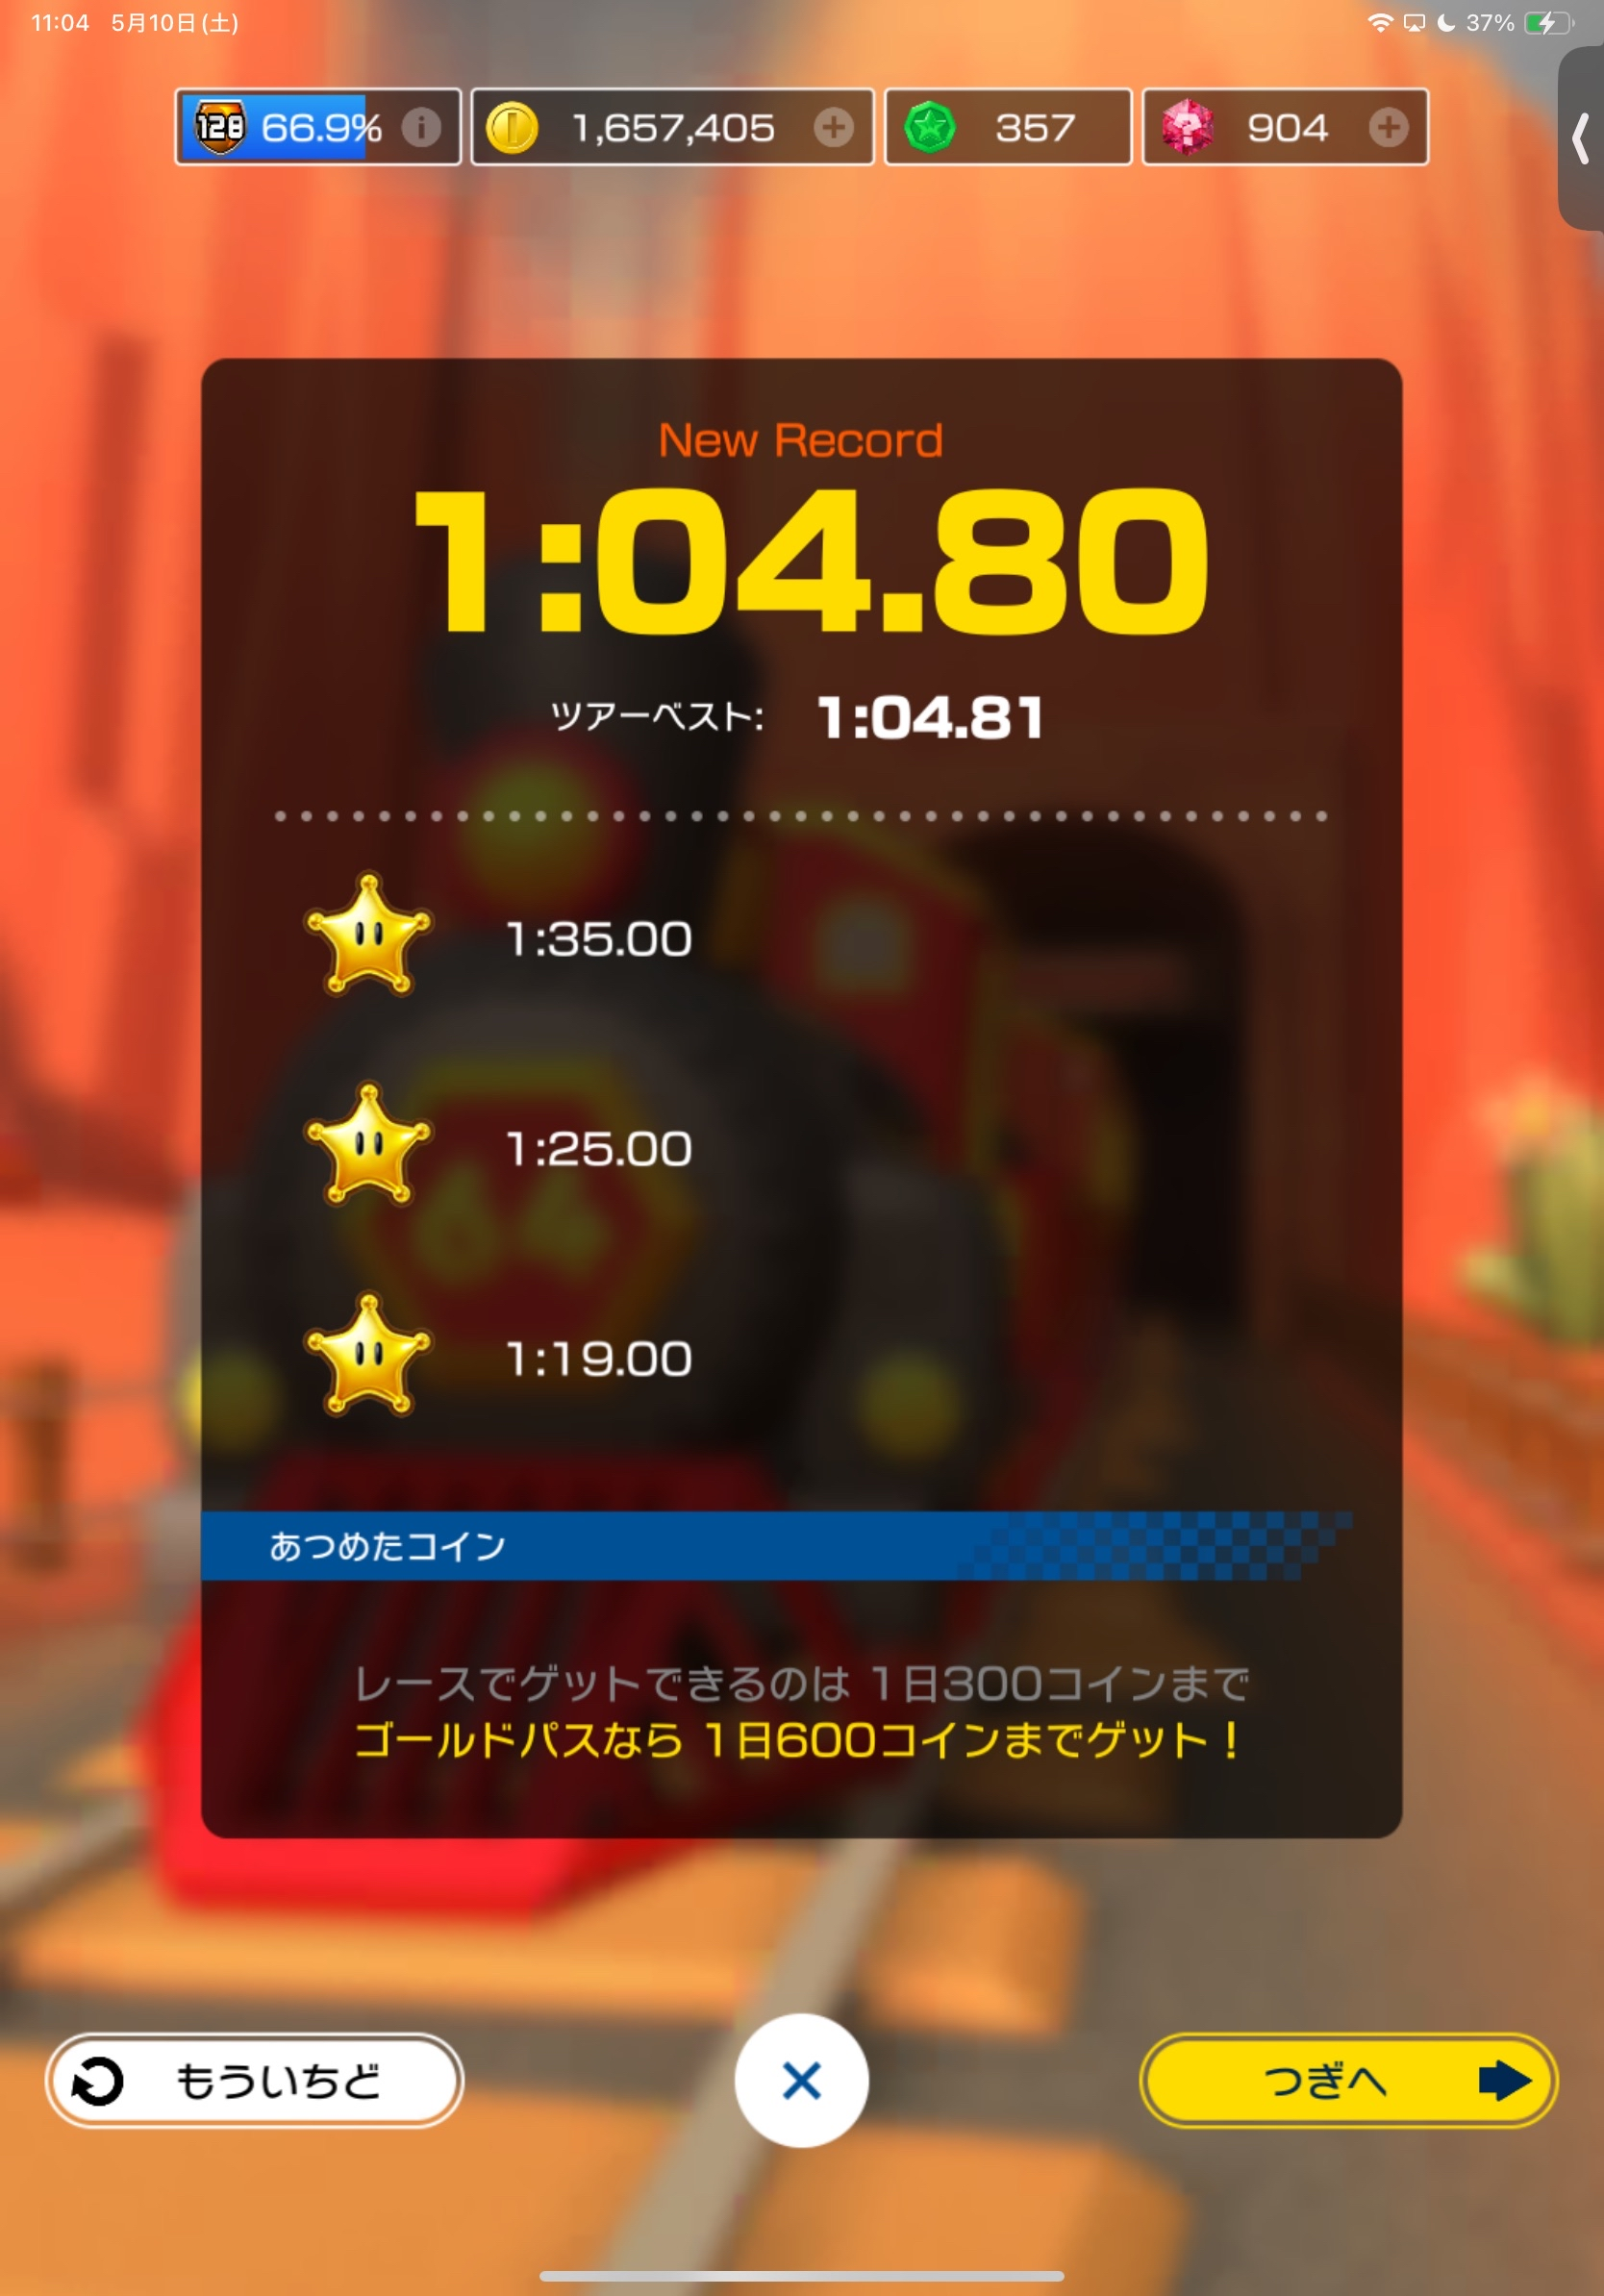 11:04 5月10日(土) 37%
128 66.9% 1,657,405 357 904
New Record
1:04.80
ツアーベスト: 1:04.81
1:35.00
1:25.00
64
1:19.00
あつめたコイン
レースでゲットできるのは 1日300コインまで
ゴールドパスなら 1日600コインまでゲット！
もういちど
つぎへ